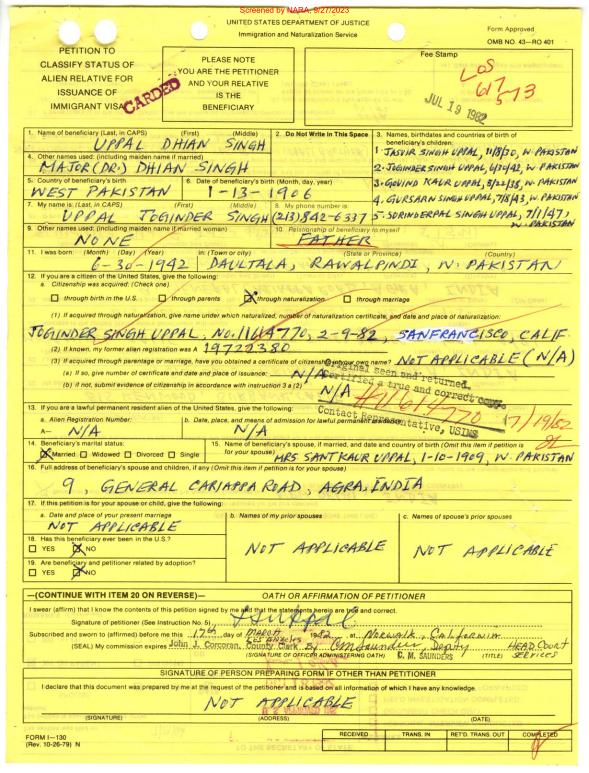 Screened by NARA, 9/27/2023
UNITED STATES DEPARTMENT OF JUSTICE
Immigration and Naturalization Service
Form Approved
OMB NO. 43—RO 401
PETITION TO
CLASSIFY STATUS OF
ALIEN RELATIVE FOR
ISSUANCE OF
IMMIGRANT VISA
CARDED
PLEASE NOTE
YOU ARE THE PETITIONER
AND YOUR RELATIVE
IS THE
BENEFICIARY
Fee Stamp
LOS
617
573
JUL 19 1982
1. Name of beneficiary (Last, in CAPS) (First) (Middle)
UPPAL DHIAN SINGH
2. Do Not Write in This Space
3. Names, birthdates and countries of birth of beneficiary's children:
1 JASVIR SINGH UPPAL, 11/8/30, W. PAKISTAN
2. JOGINDER SINGH UPPAL, 6/30/42, W. PAKISTAN
3. GOVIND KAUR UPPAL, 8/22/38, W. PAKISTAN
4. GURSARN SINGH UPPAL, 7/8/43, W. PAKISTAN
5. SURINDERPAL SINGH UPPAL, 7/1/47, W. PAKISTAN
4. Other names used: (including maiden name if married)
MAJOR (DR.) DHIAN SINGH
5. Country of beneficiary's birth
WEST PAKISTAN
6. Date of beneficiary's birth (Month, day, year)
1-13-1906
7. My name is: (Last, in CAPS) (First) (Middle)
UPPAL JOGINDER SINGH
8. My phone number is:
(213) 842-6337
9. Other names used (including maiden name if married woman)
NONE
10. Relationship of beneficiary to myself
FATHER
11. I was born: (Month) (Day) (Year) in: (Town or city) (State or Province) (Country)
6-30-1942 DAULTALA, RAWALPINDI, W. PAKISTAN
12. If you are a citizen of the United States, give the following:
a. Citizenship was acquired: (Check one)
through birth in the U.S. through parents X through naturalization through marriage
(1) If acquired through naturalization, give name under which naturalized, number of naturalization certificate, and date and place of naturalization:
JOGINDER SINGH UPPAL. No. 11614770, 2-9-82, SANFRANCISCO, CALIF.
(2) If known, my former alien registration was A 19722380
(3) If acquired through parentage or marriage, have you obtained a certificate of citizenship in your own name? NOT APPLICABLE (N/A)
(a) If so, give number of certificate and date and place of issuance: N/A
(b) if not, submit evidence of citizenship in accordance with instruction 3 a (2) N/A
Original seen and returned.
Certified a true and correct copy.
#11614770 7/19/82
Contact Representative, USINS
13. If you are a lawful permanent resident alien of the United States, give the following:
a. Alien Registration Number:
A— N/A
b. Date, place, and means of admission for lawful permanent residence:
N/A
14. Beneficiary's marital status:
X Married Widowed Divorced Single
15. Name of beneficiary's spouse, if married, and date and country of birth (Omit this item if petition is for your spouse)
MRS SANT KAUR UPPAL, 1-10-1909, W. PAKISTAN
16. Full address of beneficiary's spouse and children, if any (Omit this item if petition is for your spouse)
9, GENERAL CARIAPPA ROAD, AGRA, INDIA
17. If this petition is for your spouse or child, give the following:
a. Date and place of your present marriage
NOT APPLICABLE
b. Names of my prior spouses
NOT APPLICABLE
c. Names of spouse's prior spouses
NOT APPLICABLE
18. Has this beneficiary ever been in the U.S.?
YES X NO
19. Are beneficiary and petitioner related by adoption?
YES X NO
—(CONTINUE WITH ITEM 20 ON REVERSE)— OATH OR AFFIRMATION OF PETITIONER
I swear (affirm) that I know the contents of this petition signed by me and that the statements herein are true and correct.
Signature of petitioner (See Instruction No. 5)
Subscribed and sworn to (affirmed) before me this 17th day of MARCH 1982 at Norwalk, California
Los Angeles
(SEAL) My commission expires John J. Corcoran, County Clerk By CM Saunders, Deputy HEAD Court Services
(SIGNATURE OF OFFICER ADMINISTERING OATH) C. M. SAUNDERS (TITLE)
SIGNATURE OF PERSON PREPARING FORM IF OTHER THAN PETITIONER
I declare that this document was prepared by me at the request of the petitioner and is based on all information of which I have any knowledge.
NOT APPLICABLE
(SIGNATURE) (ADDRESS) (DATE)
FORM I—130
(Rev. 10-26-79) N
RECEIVED TRANS. IN RET'D. TRANS. OUT COMPLETED